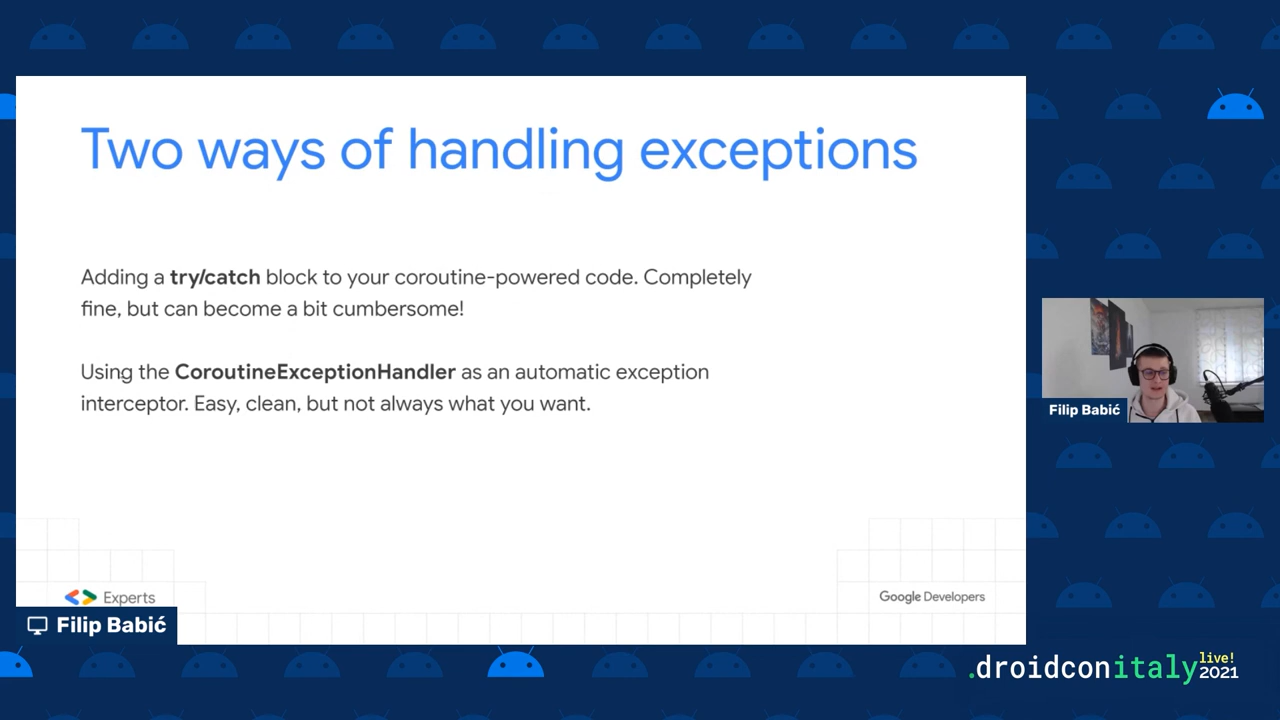 Two ways of handling exceptions
Adding a try/catch block to your coroutine-powered code. Completely
fine, but can become a bit cumbersome!
Using the CoroutineExceptionHandler as an automatic exception
interceptor. Easy, clean, but not always what you want.
Experts
Google Developers
Filip Babić
Filip Babić
.droidconitaly live! 2021